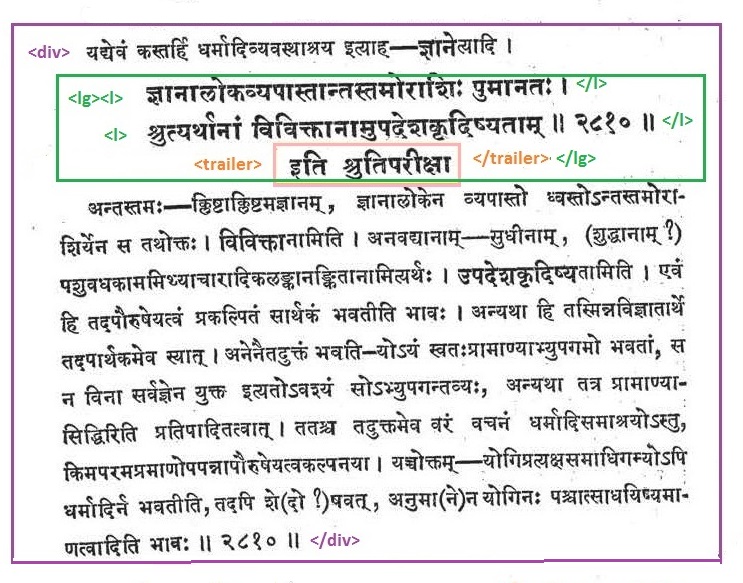 <div> यद्येवं कस्तर्हि धर्मादिव्यवस्थाश्रय इत्याह—ज्ञानेत्यादि ।
<lg><l> ज्ञानालोकव्यपास्तान्तस्तमोराशिः पुमानतः । </l>
<l> श्रुत्यर्थानां विविक्तानामुपदेशकृदिष्यताम् ॥ २८१० ॥ </l>
<trailer> इति श्रुतिपरीक्षा </trailer> </lg>
अन्तस्तमः—क्लिष्टाक्लिष्टमज्ञानम् , ज्ञानालोकेन व्यपास्तो ध्वस्तोऽन्तस्तमोरा-
शिर्येन स तथोक्तः । विविक्तानामिति । अनवद्यानाम्—सुधीनाम् , (शुद्धानाम् ?)
पशुवधकाममिथ्याचारादिकलङ्कानङ्कितानामित्यर्थः । उपदेशकृदिष्यतामिति । एवं
हि तदपौरुषेयत्वं प्रकल्पितं सार्थकं भवतीति भावः । अन्यथा हि तस्मिन्नविज्ञातार्थे
तदपार्थकमेव स्यात् । अनेनैतदुक्तं भवति—योऽयं स्वतःप्रामाण्याभ्युपगमो भवतां, स
न विना सर्वज्ञेन युक्त इत्यतोऽवश्यं सोऽभ्युपगन्तव्यः, अन्यथा तत्र प्रामाण्या-
सिद्धिरिति प्रतिपादितत्वात् । ततश्च तदुक्तमेव वरं वचनं धर्मादिसमाश्रयोऽस्तु,
किमपरमप्रमाणोपपन्नापौरुषेयत्वकल्पनया । यच्चोक्तम्—योगिप्रत्यक्षसमाधिगम्योऽपि
धर्मादिर्न भवतीति, तदपि शे(दो ?)षवत् , अनुमा(ने)न योगिनः पश्चात्साधयिष्यमा-
णत्वादिति भावः ॥ २८१० ॥ </div>